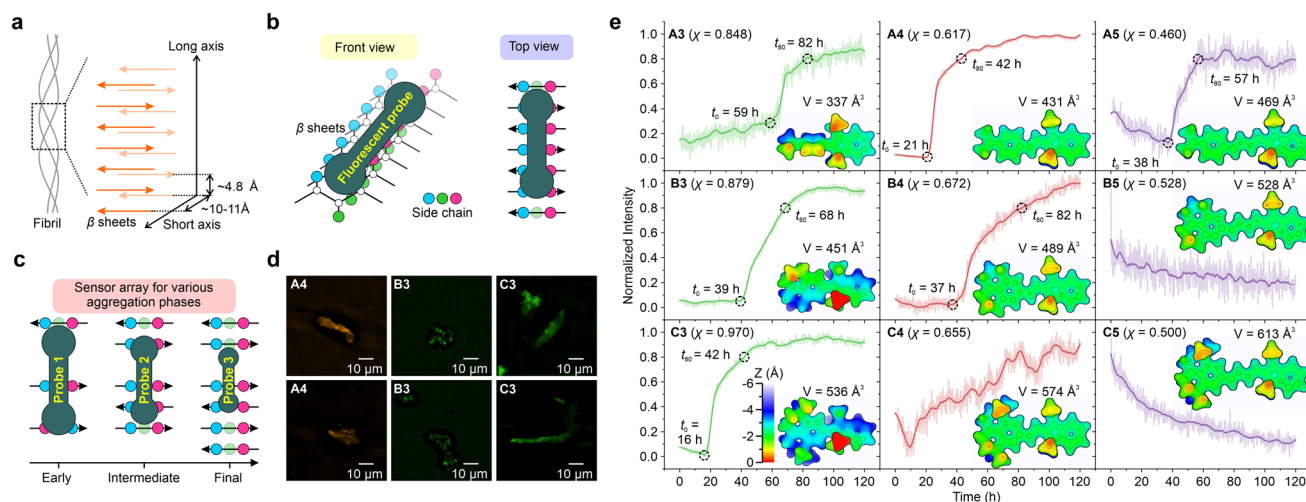 a
Long axis
~4.8 Å
~10-11Å
Fibril
β sheets
Short axis
b
Front view
Top view
β sheets
Fluorescent probe
Side chain
c
Sensor array for various
aggregation phases
Probe 1
Probe 2
Probe 3
Early
Intermediate
Final
d
A4
10 μm
B3
10 μm
C3
10 μm
A4
10 μm
B3
10 μm
C3
10 μm
e
Normalized Intensity
A3 (χ = 0.848)
1.0
0.8
0.6
0.4
0.2
0.0
t80 = 82 h
t0 = 59 h
V = 337 Å³
A4 (χ = 0.617)
t80 = 42 h
t0 = 21 h
V = 431 Å³
A5 (χ = 0.460)
t80 = 57 h
t0 = 38 h
V = 469 Å³
B3 (χ = 0.879)
1.0
0.8
0.6
0.4
0.2
0.0
t80 = 68 h
t0 = 39 h
V = 451 Å³
B4 (χ = 0.672)
t80 = 82 h
t0 = 37 h
V = 489 Å³
B5 (χ = 0.528)
V = 528 Å³
C3 (χ = 0.970)
1.0
0.8
0.6
0.4
0.2
0.0
t80 = 42 h
t0 =
16 h
Z (Å)
-6
-4
-2
0
V = 536 Å³
C4 (χ = 0.655)
V = 574 Å³
C5 (χ = 0.500)
V = 613 Å³
0 20 40 60 80 100 120
0 20 40 60 80 100 120
0 20 40 60 80 100 120
Time (h)